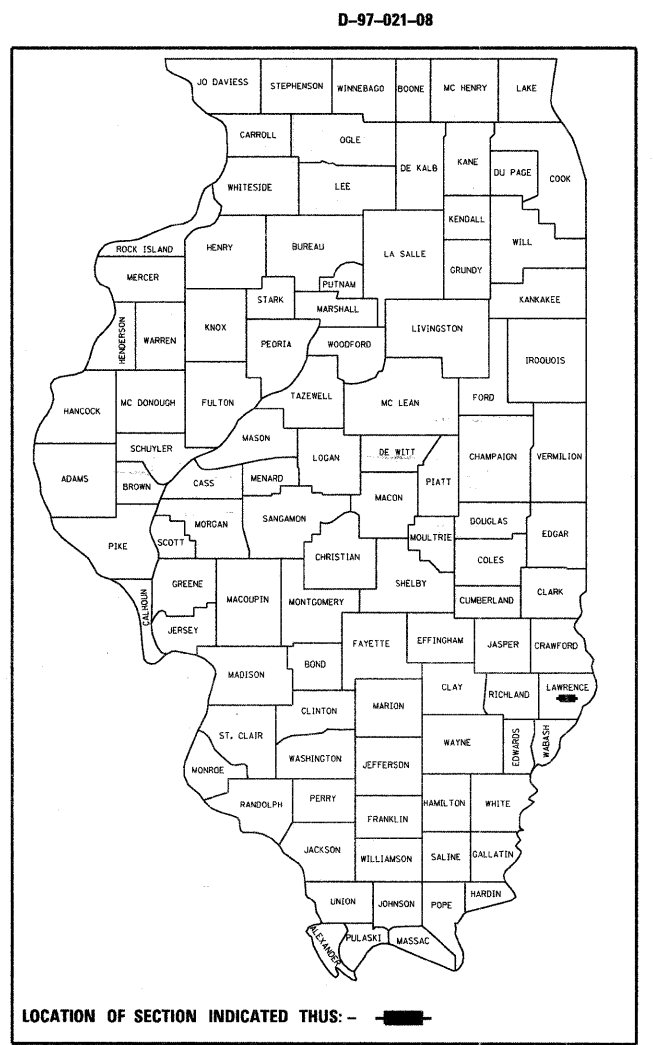 D-97-021-08
JO DAVIESS STEPHENSON WINNEBAGO BOONE MC HENRY LAKE
CARROLL OGLE DE KALB KANE DU PAGE COOK
WHITESIDE LEE
KENDALL
ROCK ISLAND HENRY BUREAU LA SALLE WILL
MERCER PUTNAM GRUNDY
STARK MARSHALL KANKAKEE
HENDERSON WARREN KNOX PEORIA WOODFORD LIVINGSTON IROQUOIS
HANCOCK MC DONOUGH FULTON TAZEWELL MC LEAN FORD
MASON
SCHUYLER LOGAN DE WITT CHAMPAIGN VERMILION
ADAMS BROWN CASS MENARD MACON PIATT
PIKE SCOTT MORGAN SANGAMON MOULTRIE DOUGLAS EDGAR
CHRISTIAN COLES
CALHOUN GREENE MACOUPIN MONTGOMERY SHELBY CUMBERLAND CLARK
JERSEY FAYETTE EFFINGHAM JASPER CRAWFORD
MADISON BOND
CLAY RICHLAND LAWRENCE
CLINTON MARION
ST. CLAIR WAYNE EDWARDS WABASH
MONROE WASHINGTON JEFFERSON
RANDOLPH PERRY HAMILTON WHITE
FRANKLIN
JACKSON WILLIAMSON SALINE GALLATIN
UNION JOHNSON POPE HARDIN
ALEXANDER PULASKI MASSAC
LOCATION OF SECTION INDICATED THUS: -